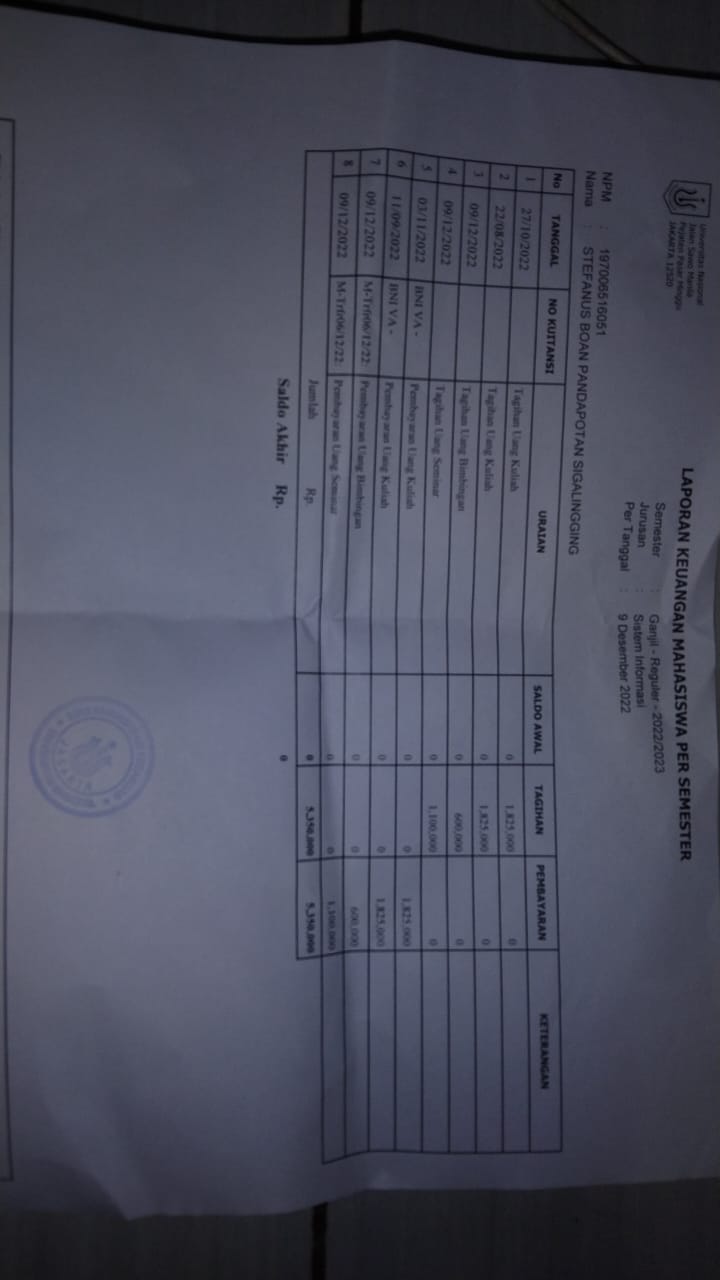 Universitas Nasional
Jalan Sawo Manila
Pejaten Pasar Minggu
JAKARTA 12520
LAPORAN KEUANGAN MAHASISWA PER SEMESTER
Semester : Ganjil - Reguler - 2022/2023
Jurusan : Sistem Informasi
Per Tanggal : 9 Desember 2022
NPM : 197006516051
Nama : STEFANUS BOAN PANDAPOTAN SIGALINGGING
No TANGGAL NO KUITANSI URAIAN SALDO AWAL TAGIHAN PEMBAYARAN KETERANGAN
1 27/10/2022 Tagihan Uang Kuliah 0 1,825,000 0
2 22/08/2022 Tagihan Uang Kuliah 0 1,825,000 0
3 09/12/2022 Tagihan Uang Bimbingan 0 600,000 0
4 09/12/2022 Tagihan Uang Seminar 0 1,100,000 0
5 03/11/2022 BNI VA - Pembayaran Uang Kuliah 0 0 1,825,000
6 11/09/2022 BNI VA - Pembayaran Uang Kuliah 0 0 1,825,000
7 09/12/2022 M-Trfr06/12/22: Pembayaran Uang Bimbingan 0 0 600,000
8 09/12/2022 M-Trfr06/12/22: Pembayaran Uang Seminar 0 0 1,100,000
Jumlah Rp. 0 5,350,000 5,350,000
Saldo Akhir Rp. 0